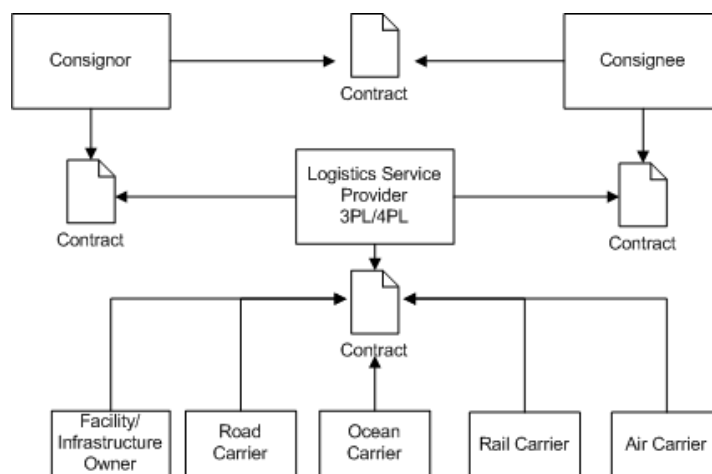 Consignor
Consignee
Contract
Logistics Service
Provider
3PL/4PL
Contract
Contract
Contract
Facility/
Infrastructure
Owner
Road
Carrier
Ocean
Carrier
Rail Carrier
Air Carrier